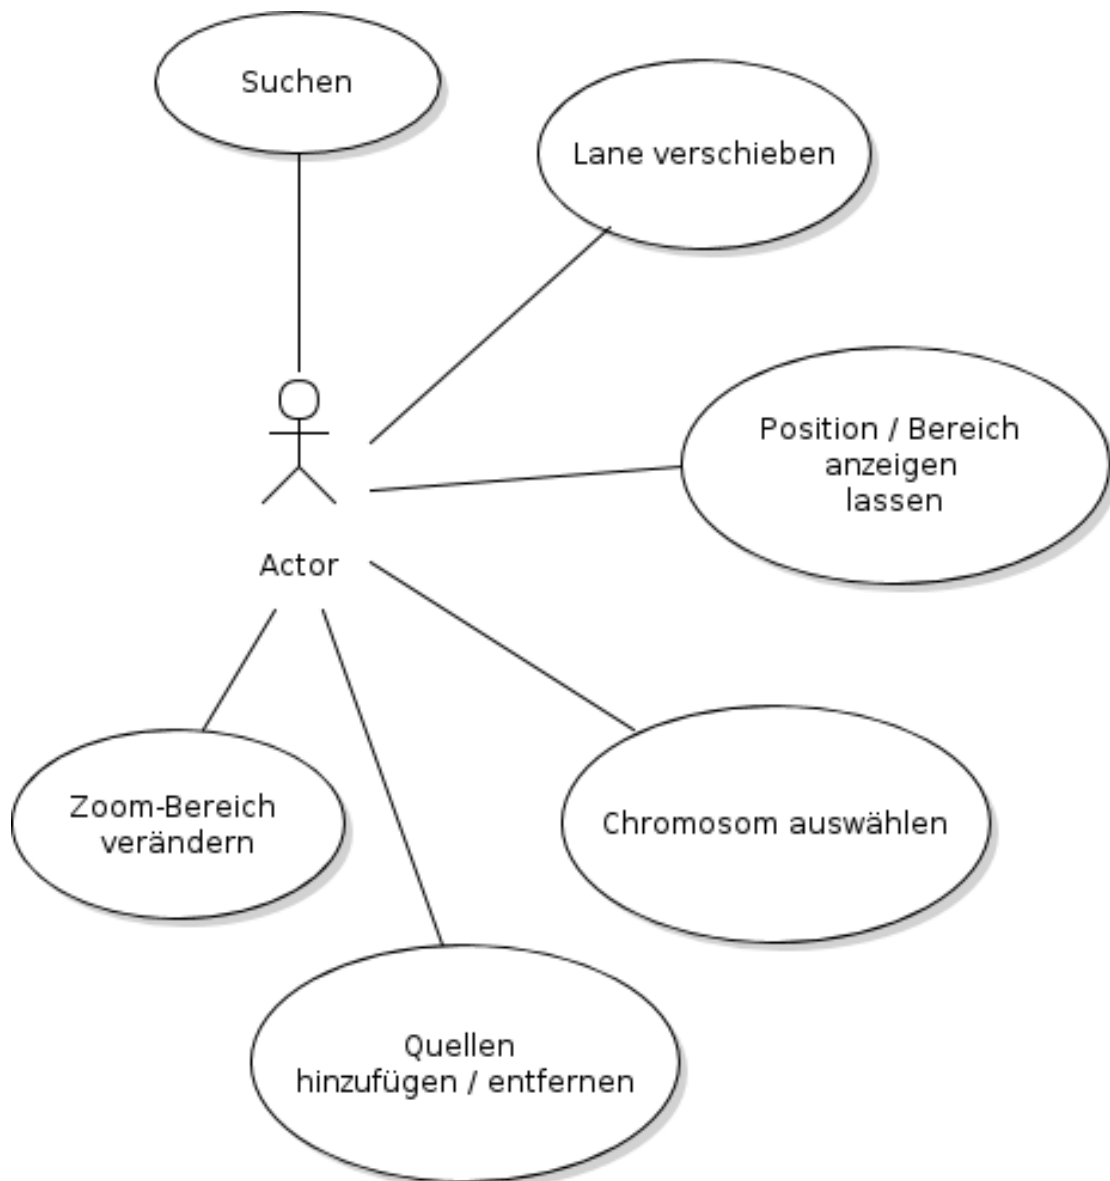 Suchen
Lane verschieben
Position / Bereich
anzeigen
lassen
Actor
Zoom-Bereich
verändern
Chromosom auswählen
Quellen
hinzufügen / entfernen